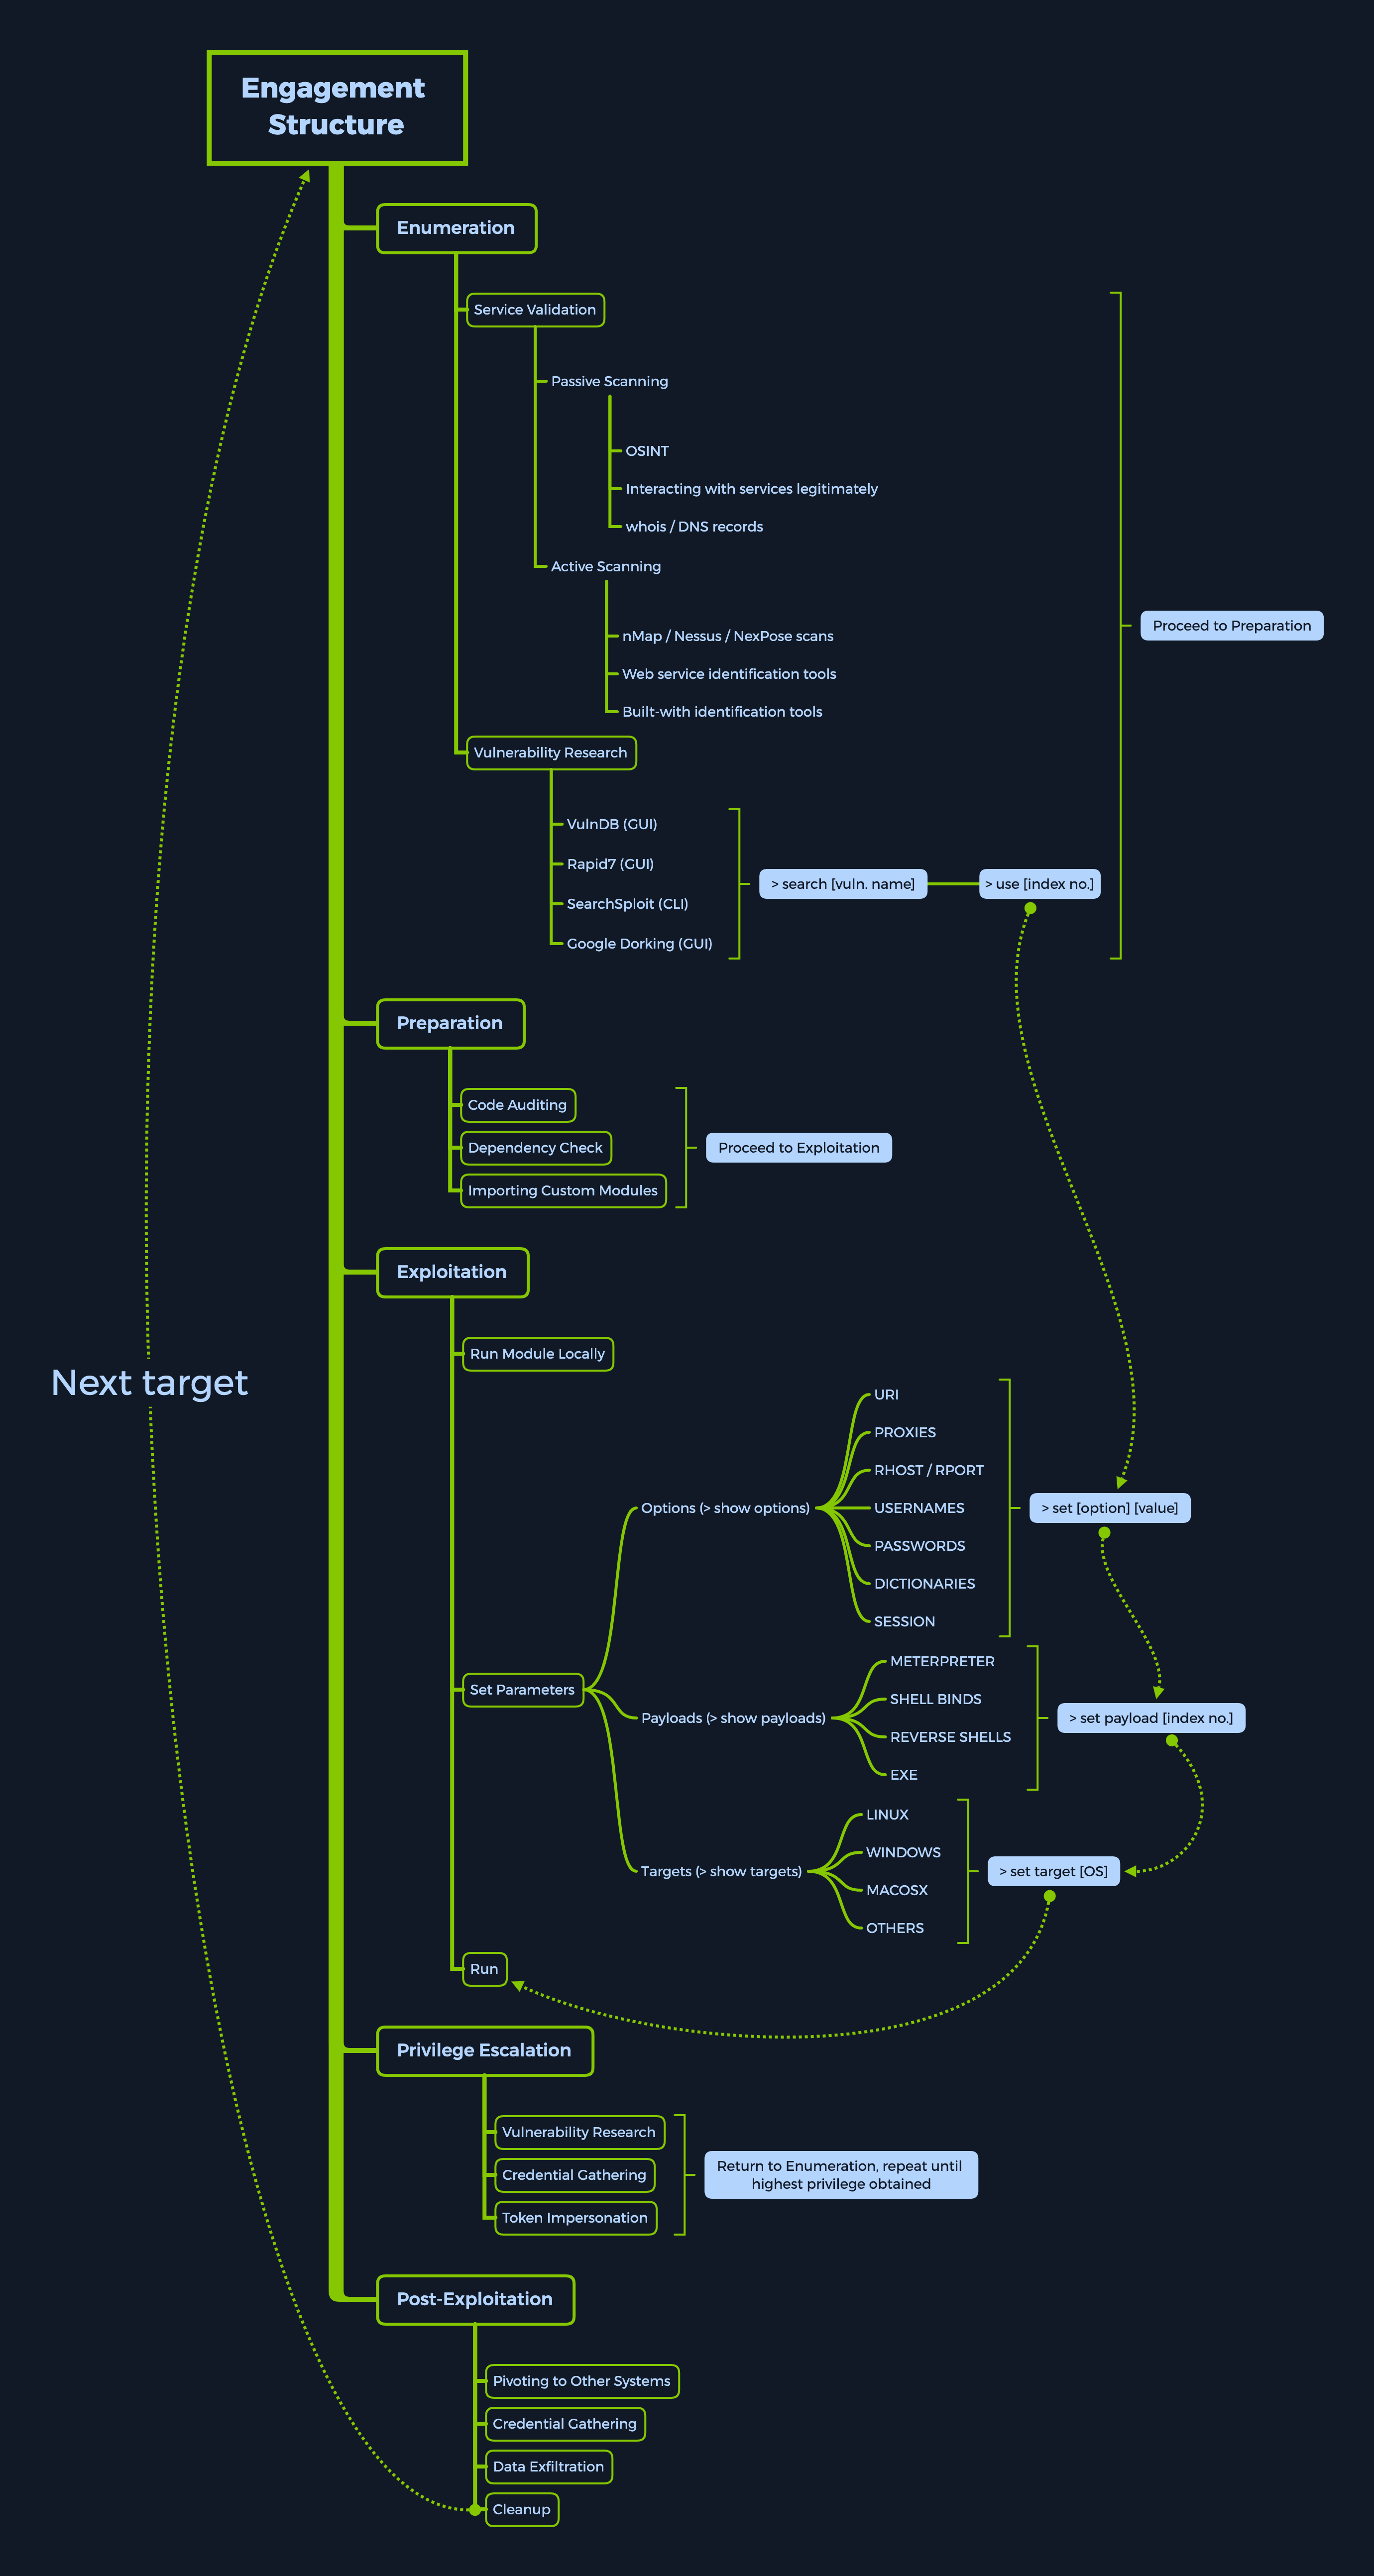 Engagement
Structure
Enumeration
Service Validation
Passive Scanning
OSINT
Interacting with services legitimately
whois / DNS records
Active Scanning
nMap / Nessus / NexPose scans
Web service identification tools
Built-with identification tools
Proceed to Preparation
Vulnerability Research
VulnDB (GUI)
Rapid7 (GUI)
SearchSploit (CLI)
Google Dorking (GUI)
> search [vuln. name]
> use [index no.]
Preparation
Code Auditing
Dependency Check
Importing Custom Modules
Proceed to Exploitation
Exploitation
Run Module Locally
Next target
Set Parameters
Options (> show options)
URI
PROXIES
RHOST / RPORT
USERNAMES
PASSWORDS
DICTIONARIES
SESSION
> set [option] [value]
Payloads (> show payloads)
METERPRETER
SHELL BINDS
REVERSE SHELLS
EXE
> set payload [index no.]
Targets (> show targets)
LINUX
WINDOWS
MACOSX
OTHERS
> set target [OS]
Run
Privilege Escalation
Vulnerability Research
Credential Gathering
Token Impersonation
Return to Enumeration, repeat until
highest privilege obtained
Post-Exploitation
Pivoting to Other Systems
Credential Gathering
Data Exfiltration
Cleanup